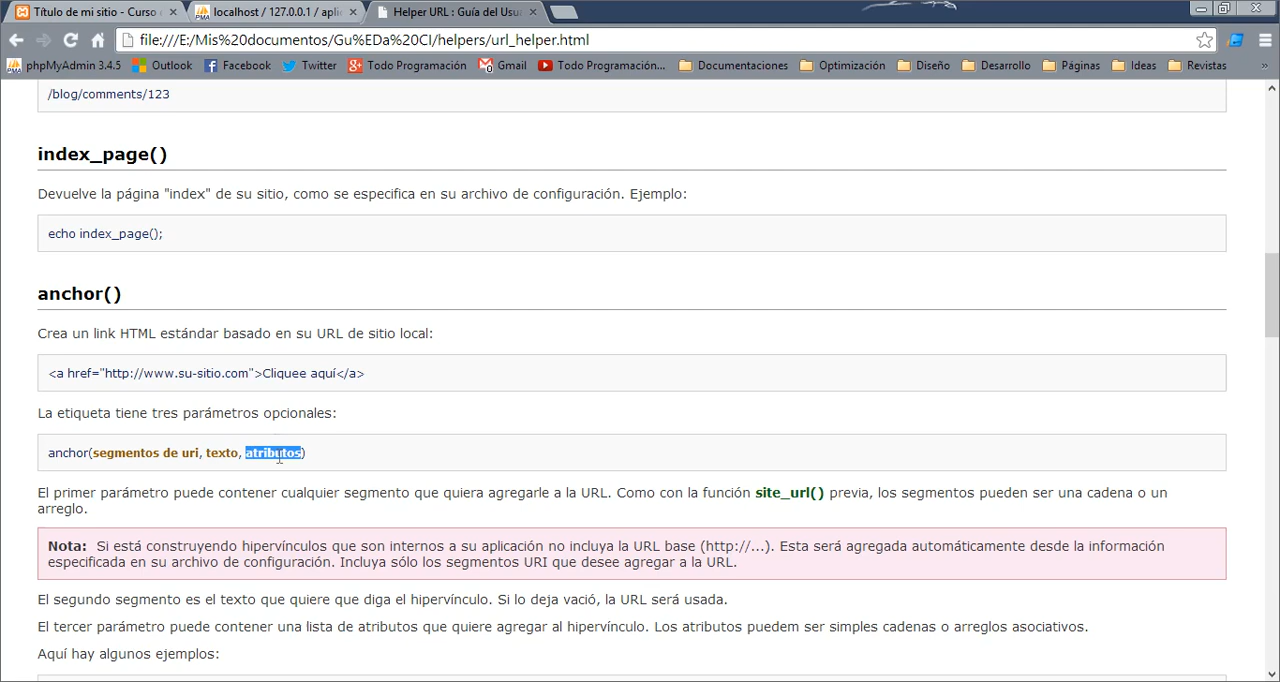 Título de mi sitio - Curso
localhost / 127.0.0.1 / aplic
Helper URL : Guía del Usua
file:///E:/Mis%20documentos/Gu%EDa%20CI/helpers/url_helper.html
phpMyAdmin 3.4.5 Outlook Facebook Twitter Todo Programación Gmail Todo Programación... Documentaciones Optimización Diseño Desarrollo Páginas Ideas Revistas »
/blog/comments/123
index_page()
Devuelve la página "index" de su sitio, como se especifica en su archivo de configuración. Ejemplo:
echo index_page();
anchor()
Crea un link HTML estándar basado en su URL de sitio local:
<a href="http://www.su-sitio.com">Cliquee aquí</a>
La etiqueta tiene tres parámetros opcionales:
anchor(segmentos de uri, texto, atributos)
El primer parámetro puede contener cualquier segmento que quiera agregarle a la URL. Como con la función site_url() previa, los segmentos pueden ser una cadena o un
arreglo.
Nota: Si está construyendo hipervínculos que son internos a su aplicación no incluya la URL base (http://...). Esta será agregada automáticamente desde la información
especificada en su archivo de configuración. Incluya sólo los segmentos URI que desee agregar a la URL.
El segundo segmento es el texto que quiere que diga el hipervínculo. Si lo deja vació, la URL será usada.
El tercer parámetro puede contener una lista de atributos que quiere agregar al hipervínculo. Los atributos puedem ser simples cadenas o arreglos asociativos.
Aquí hay algunos ejemplos: